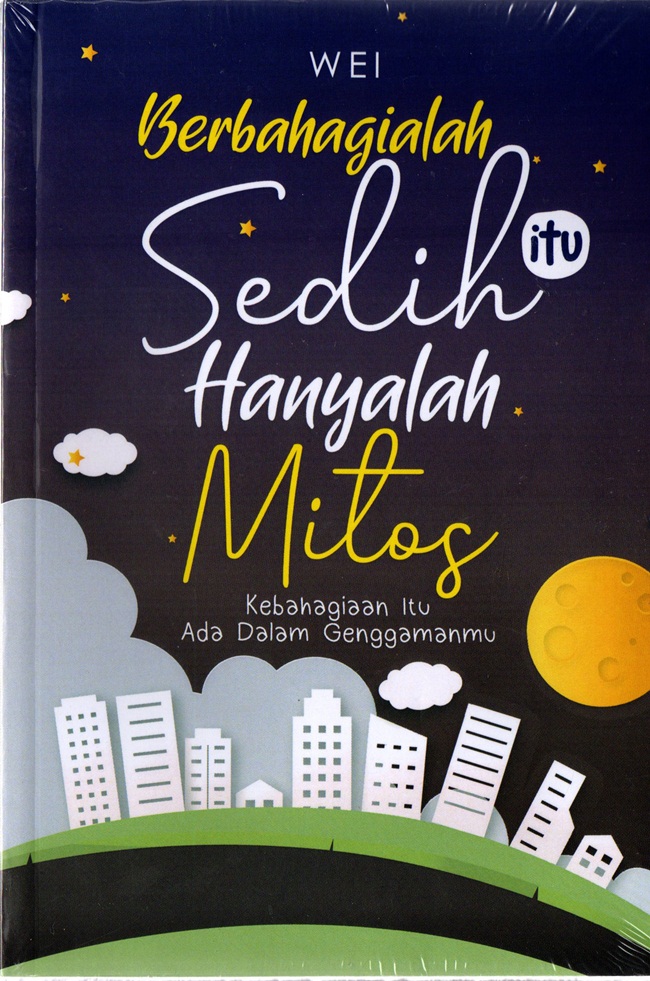 WEI
Berbahagialah
Sedih itu
Hanyalah
Mitos
Kebahagiaan Itu
Ada Dalam Genggamanmu